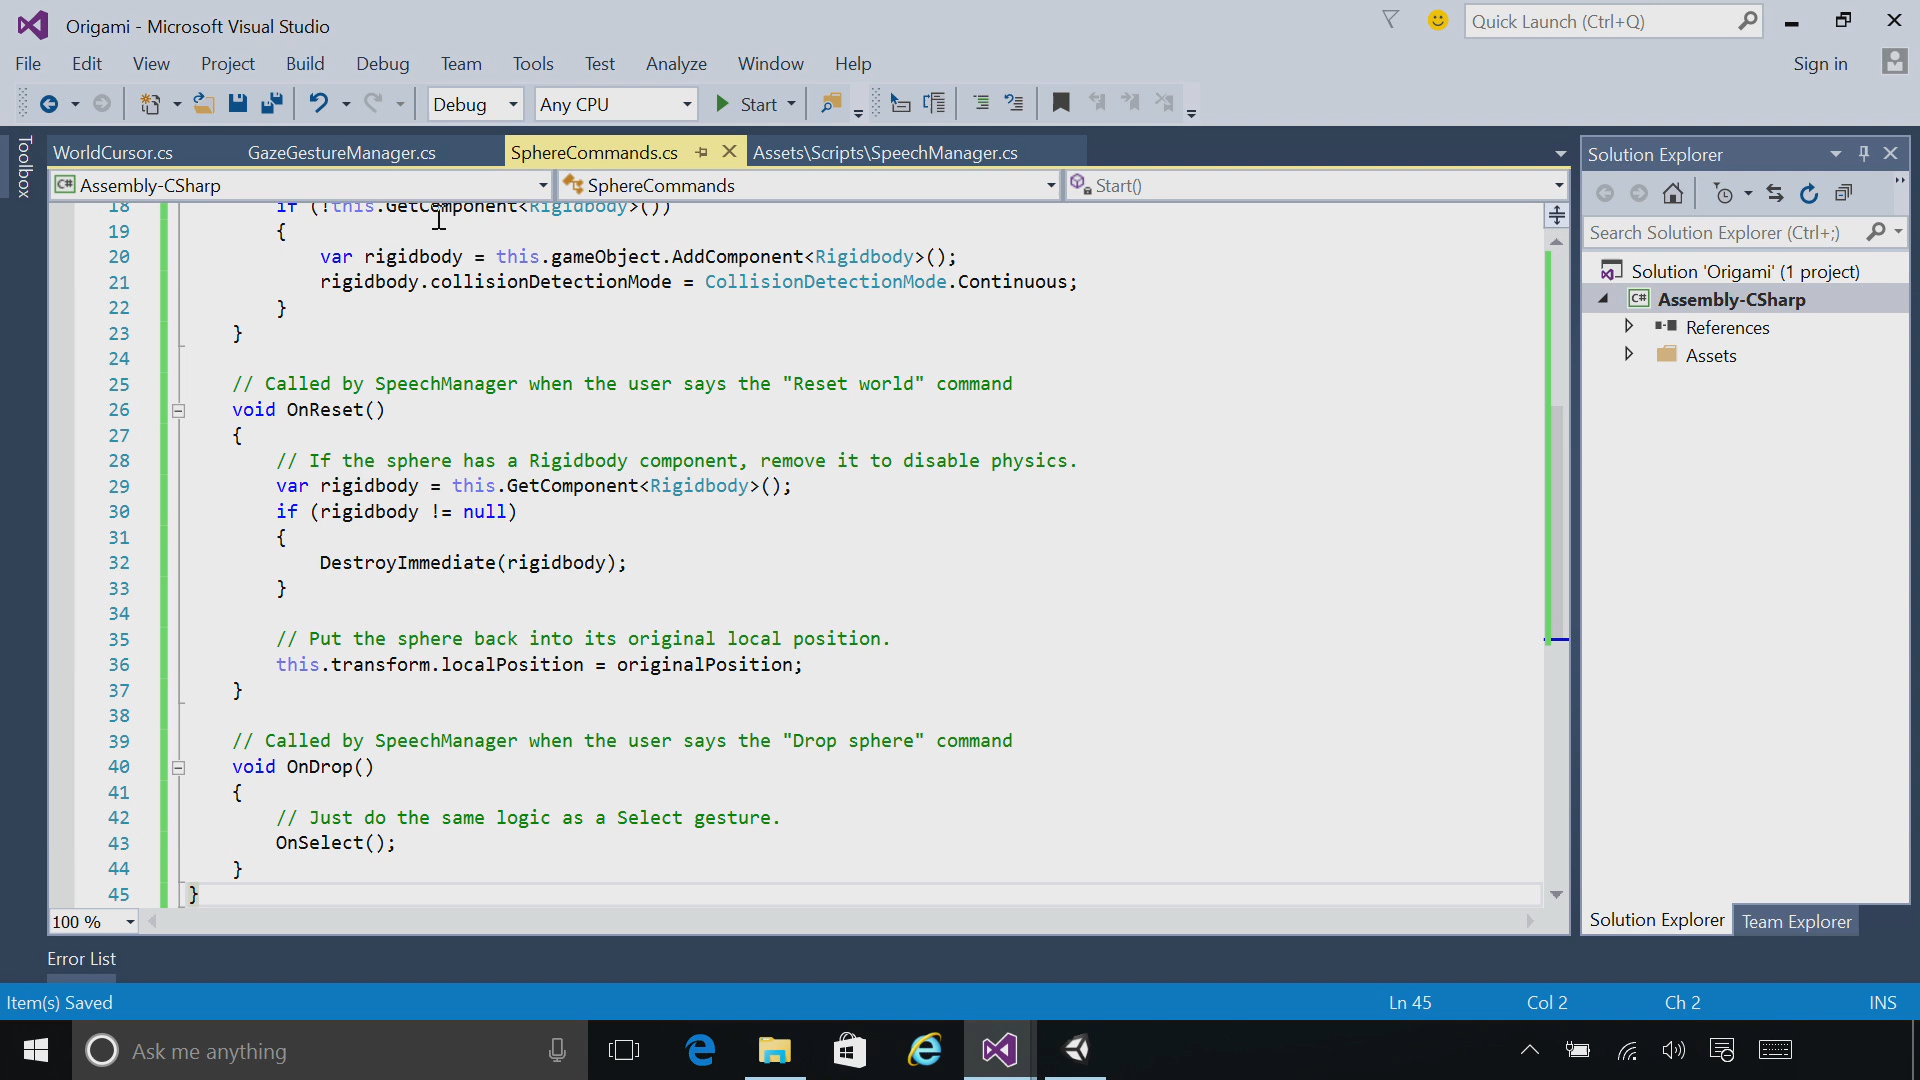 Origami - Microsoft Visual Studio
Quick Launch (Ctrl+Q)
File Edit View Project Build Debug Team Tools Test Analyze Window Help
Sign in
Debug Any CPU Start
Toolbox
WorldCursor.cs GazeGestureManager.cs SphereCommands.cs Assets\Scripts\SpeechManager.cs
C# Assembly-CSharp SphereCommands Start()
18 if (!this.GetComponent<Rigidbody>())
19 {
20 var rigidbody = this.gameObject.AddComponent<Rigidbody>();
21 rigidbody.collisionDetectionMode = CollisionDetectionMode.Continuous;
22 }
23 }
24
25 // Called by SpeechManager when the user says the "Reset world" command
26 void OnReset()
27 {
28 // If the sphere has a Rigidbody component, remove it to disable physics.
29 var rigidbody = this.GetComponent<Rigidbody>();
30 if (rigidbody != null)
31 {
32 DestroyImmediate(rigidbody);
33 }
34
35 // Put the sphere back into its original local position.
36 this.transform.localPosition = originalPosition;
37 }
38
39 // Called by SpeechManager when the user says the "Drop sphere" command
40 void OnDrop()
41 {
42 // Just do the same logic as a Select gesture.
43 OnSelect();
44 }
45 }
100 %
Solution Explorer
Search Solution Explorer (Ctrl+;)
Solution 'Origami' (1 project)
C# Assembly-CSharp
References
Assets
Solution Explorer Team Explorer
Error List
Item(s) Saved Ln 45 Col 2 Ch 2 INS
Ask me anything